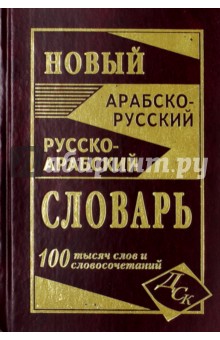 НОВЫЙ
АРАБСКО-
РУССКИЙ
РУССКО-
АРАБСКИЙ
СЛОВАРЬ
100 тысяч слов и
словосочетаний
ДСК